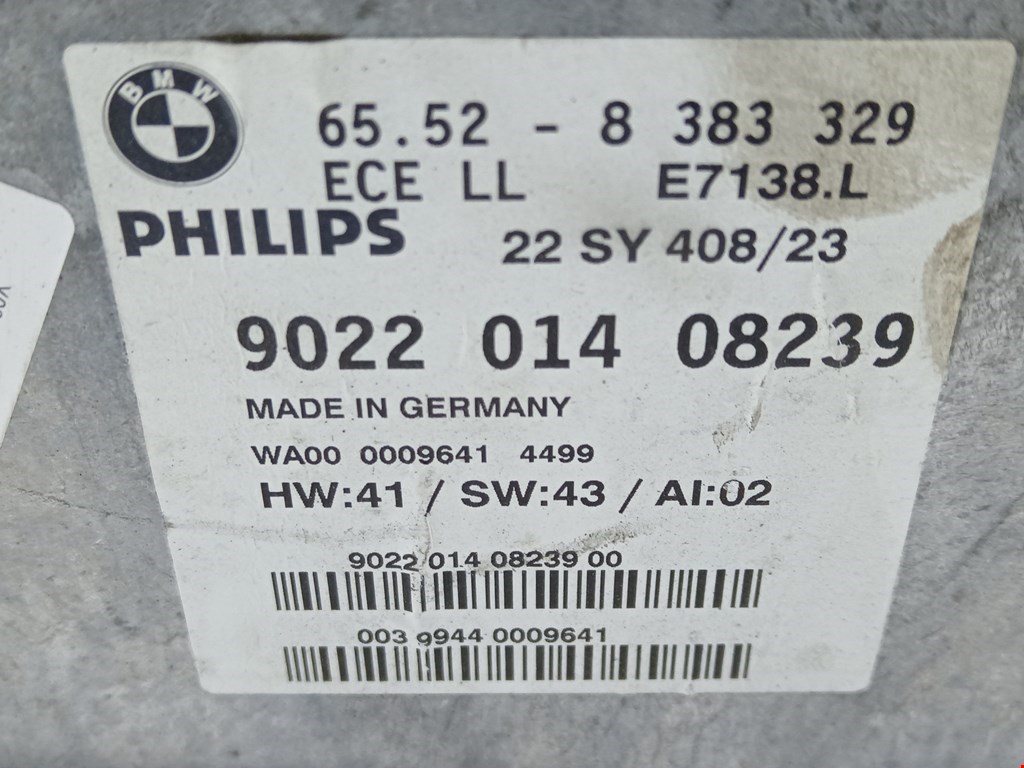 BMW
65.52 - 8 383 329
ECE LL E7138.L
PHILIPS 22 SY 408/23
9022 014 08239
MADE IN GERMANY
WA00 0009641 4499
HW:41 / SW:43 / AI:02
9022 014 08239 00
003 9944 0009641